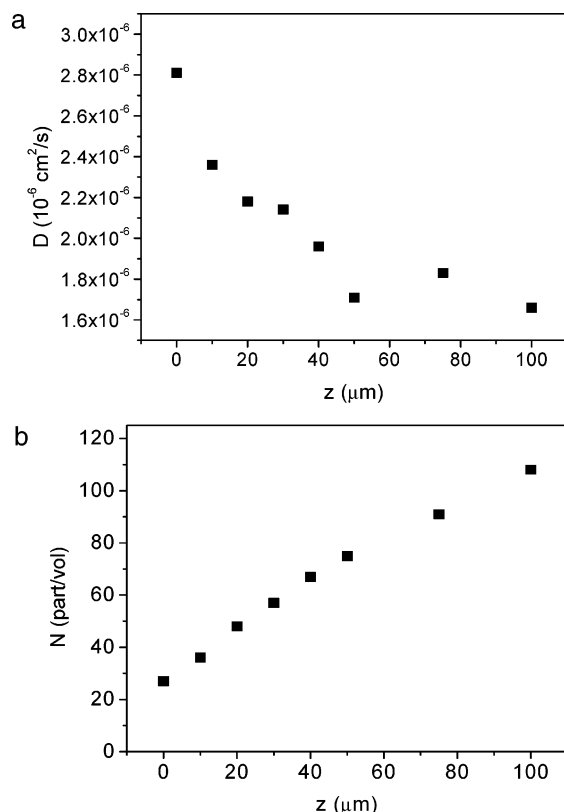 a
3.0x10⁻⁶
2.8x10⁻⁶
2.6x10⁻⁶
2.4x10⁻⁶
2.2x10⁻⁶
2.0x10⁻⁶
1.8x10⁻⁶
1.6x10⁻⁶
D (10⁻⁶ cm²/s)
0 20 40 60 80 100
z (μm)
b
120
100
80
60
40
20
0
N (part/vol)
0 20 40 60 80 100
z (μm)